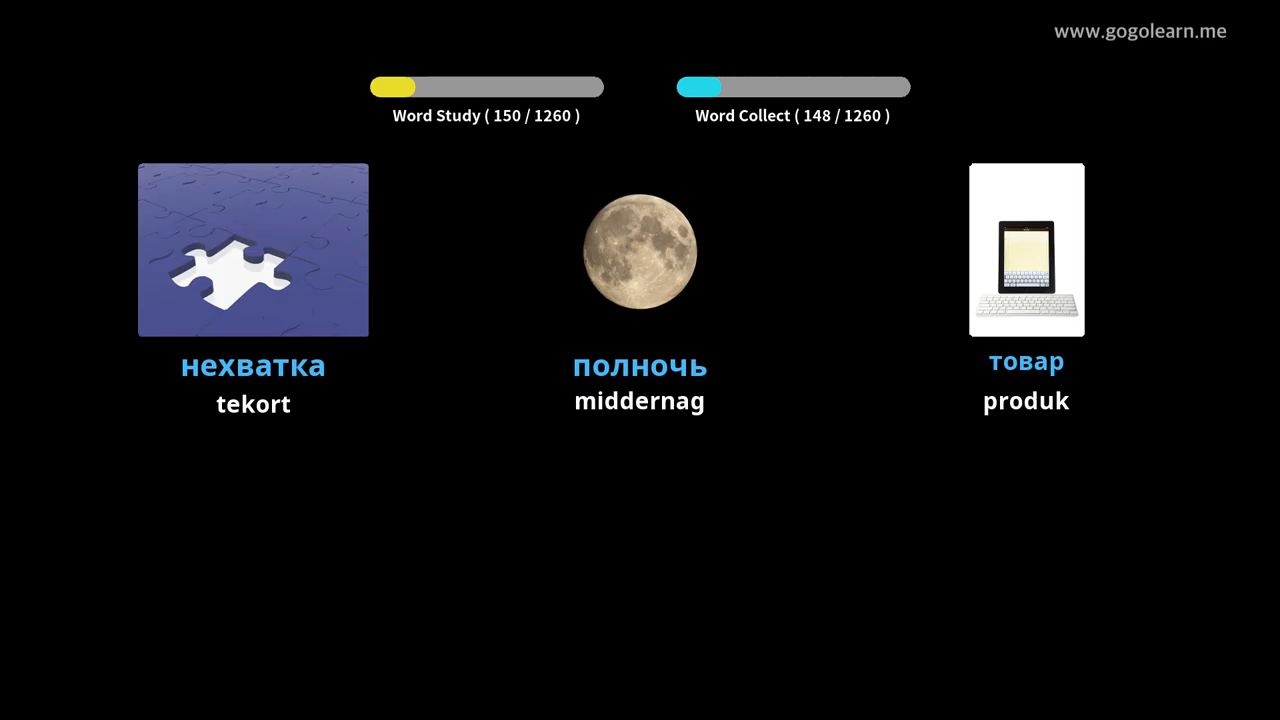 www.gogolearn.me
Word Study ( 150 / 1260 )
Word Collect ( 148 / 1260 )
нехватка
tekort
полночь
middernag
товар
produk